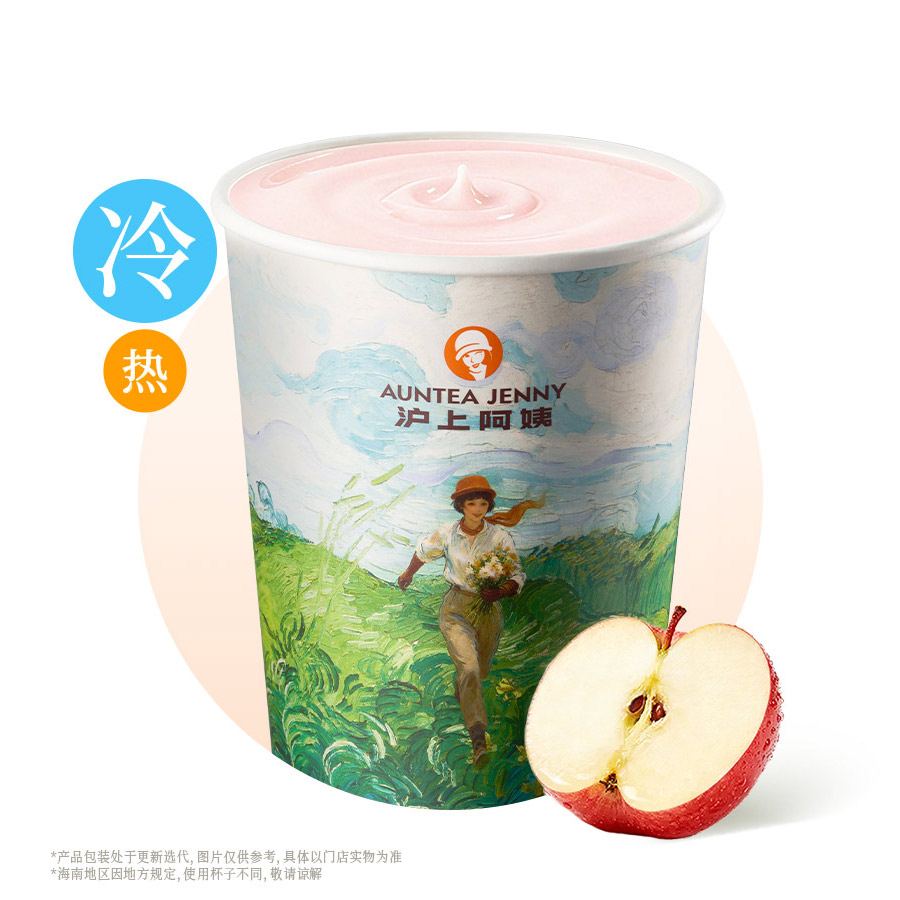 冷
热
AUNTEA JENNY
沪上阿姨
*产品包装处于更新迭代, 图片仅供参考, 具体以门店实物为准
*海南地区因地方规定, 使用杯子不同, 敬请谅解